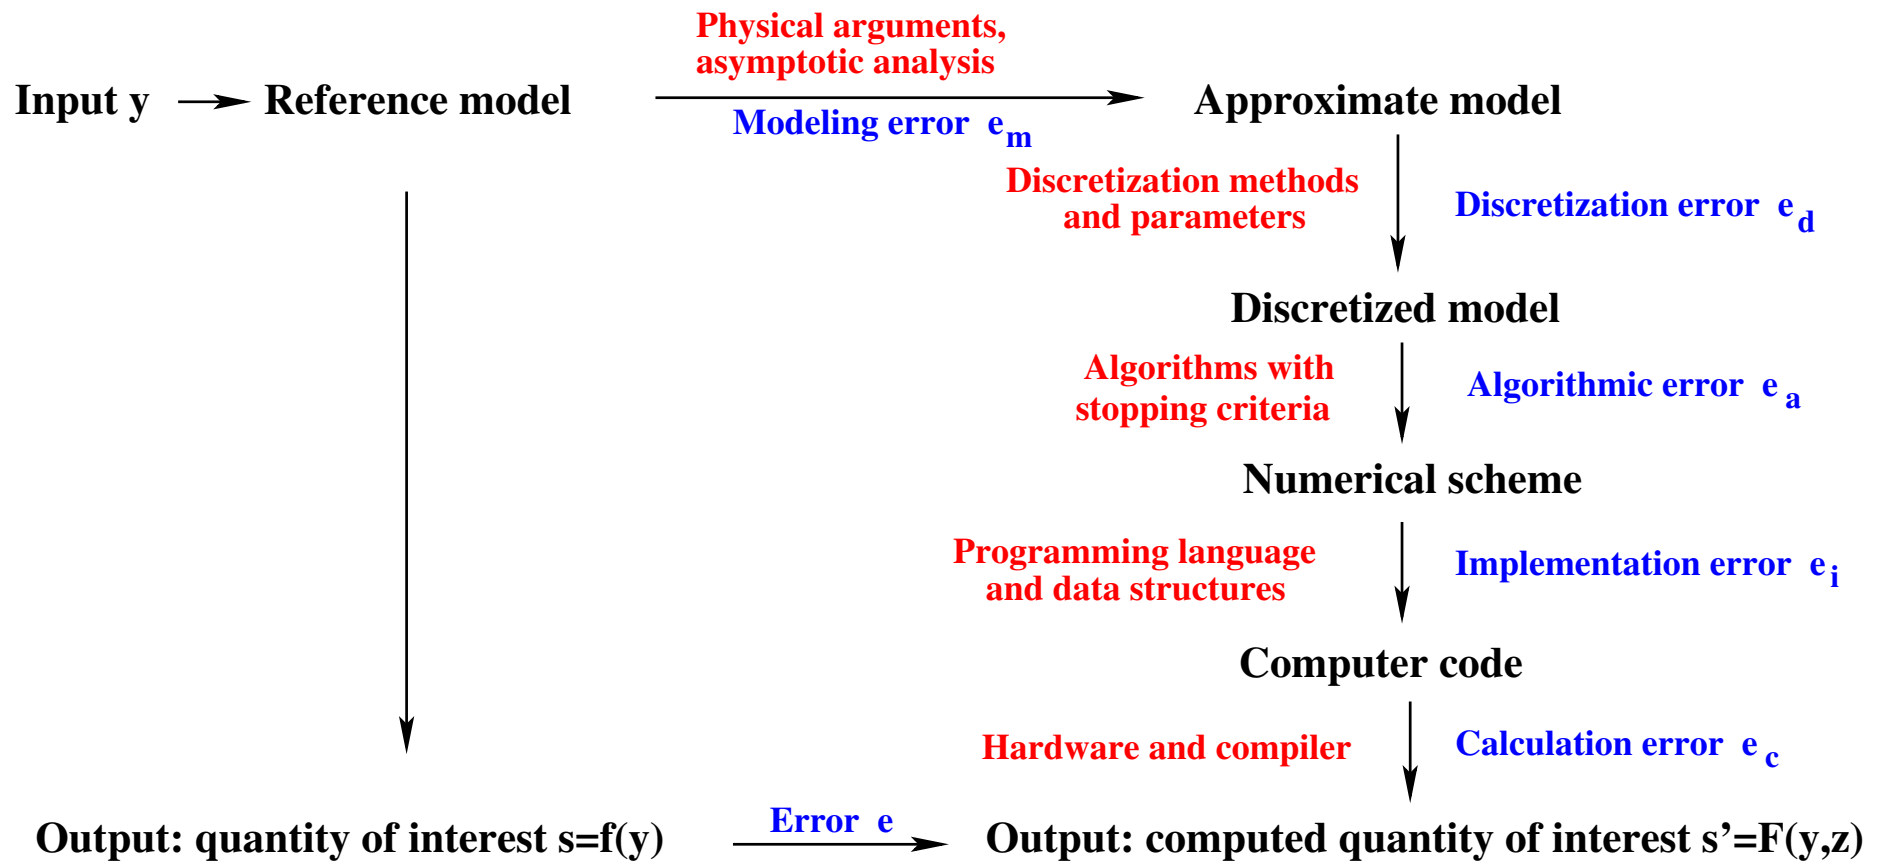 Physical arguments,
asymptotic analysis
Input y
Reference model
Approximate model
Modeling error e_m
Discretization methods
and parameters
Discretization error e_d
Discretized model
Algorithms with
stopping criteria
Algorithmic error e_a
Numerical scheme
Programming language
and data structures
Implementation error e_i
Computer code
Hardware and compiler
Calculation error e_c
Output: quantity of interest s=f(y)
Error e
Output: computed quantity of interest s’=F(y,z)